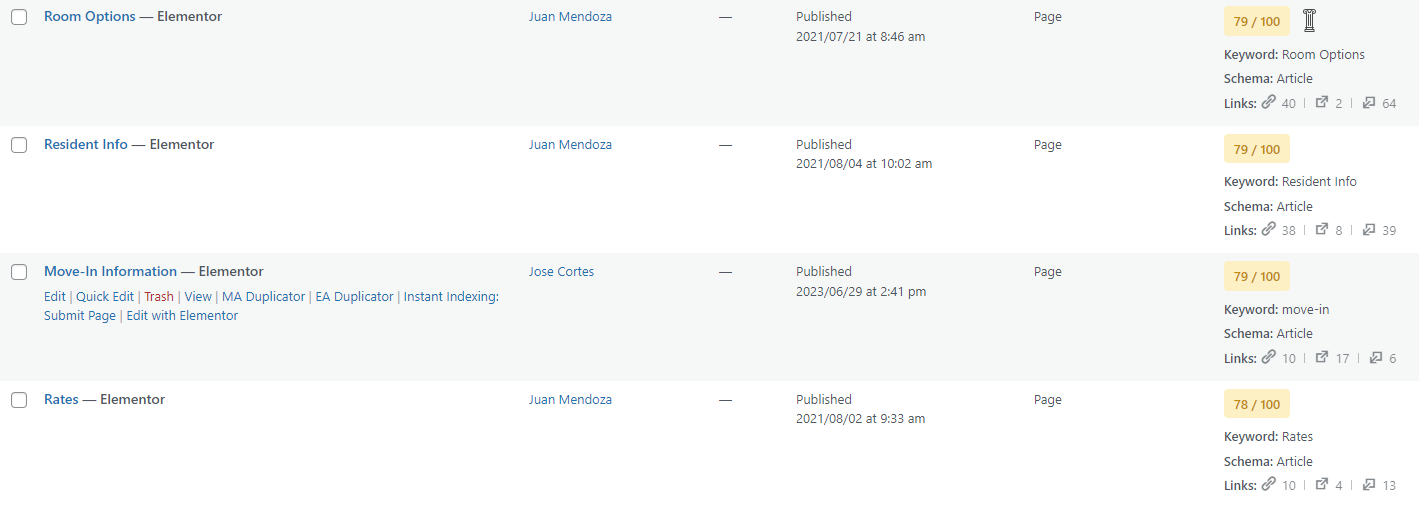 Room Options — Elementor Juan Mendoza — Published Page 79 / 100
2021/07/21 at 8:46 am
Keyword: Room Options
Schema: Article
Links: 40 | 2 | 64
Resident Info — Elementor Juan Mendoza — Published Page 79 / 100
2021/08/04 at 10:02 am
Keyword: Resident Info
Schema: Article
Links: 38 | 8 | 39
Move-In Information — Elementor Jose Cortes — Published Page 79 / 100
Edit | Quick Edit | Trash | View | MA Duplicator | EA Duplicator | Instant Indexing: 2023/06/29 at 2:41 pm
Submit Page | Edit with Elementor Keyword: move-in
Schema: Article
Links: 10 | 17 | 6
Rates — Elementor Juan Mendoza — Published Page 78 / 100
2021/08/02 at 9:33 am
Keyword: Rates
Schema: Article
Links: 10 | 4 | 13